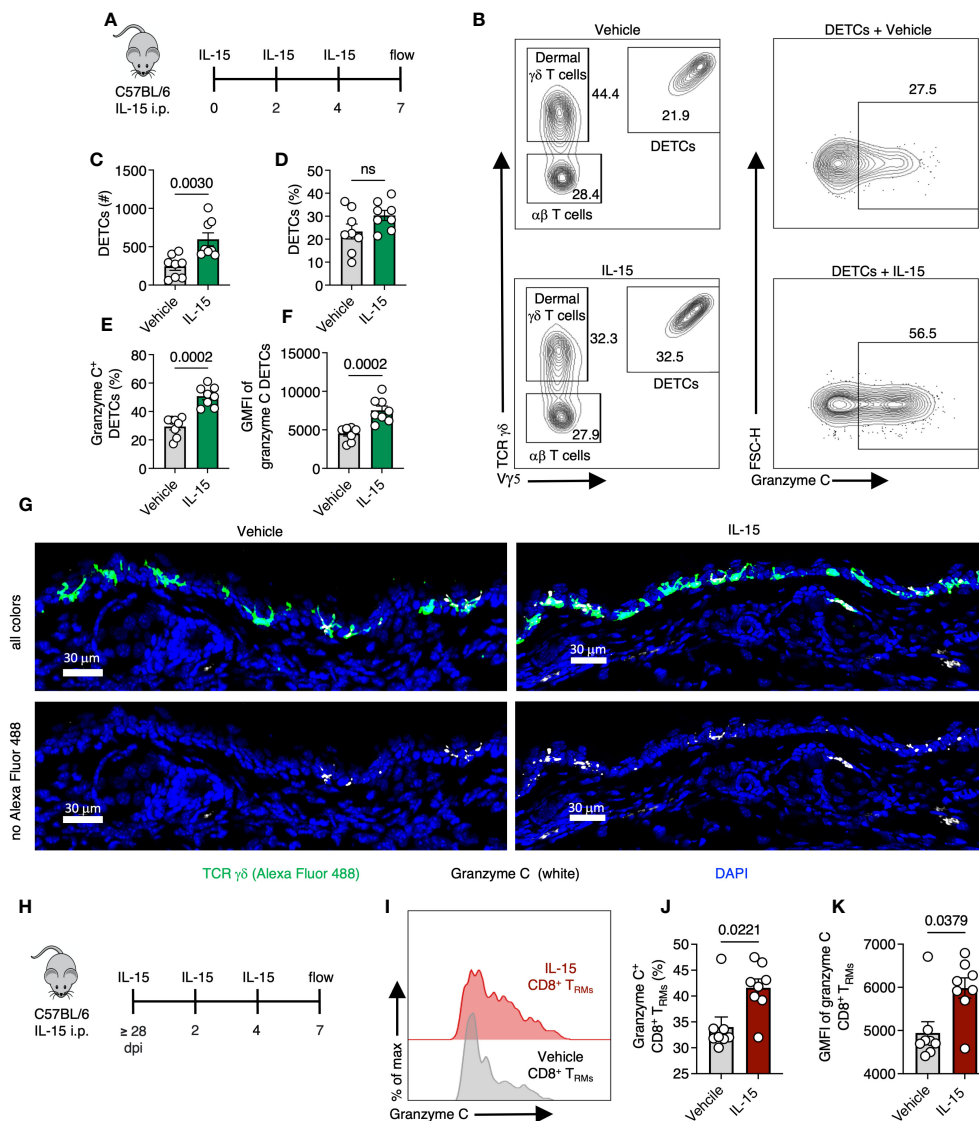 A
C57BL/6
IL-15 i.p.
IL-15 IL-15 IL-15 flow
0 2 4 7
B
Vehicle
Dermal
γδ T cells
44.4
21.9
DETCs
28.4
αβ T cells
IL-15
Dermal
γδ T cells
32.3
32.5
DETCs
27.9
αβ T cells
TCR γδ
Vγ5
DETCs + Vehicle
27.5
DETCs + IL-15
56.5
FSC-H
Granzyme C
C
DETCs (#)
1500
1000
500
0
0.0030
Vehicle
IL-15
D
DETCs (%)
50
40
30
20
10
0
ns
Vehicle
IL-15
E
Granzyme C⁺
DETCs (%)
80
60
40
20
0
0.0002
Vehicle
IL-15
F
GMFI of
granzyme C DETCs
15000
10000
5000
0
0.0002
Vehicle
IL-15
G
Vehicle
IL-15
all colors
30 µm
30 µm
no Alexa Fluor 488
30 µm
30 µm
TCR γδ (Alexa Fluor 488) Granzyme C (white) DAPI
H
C57BL/6
IL-15 i.p.
IL-15 IL-15 IL-15 flow
≥ 28 2 4 7
dpi
I
% of max
IL-15
CD8⁺ TRMs
Vehicle
CD8⁺ TRMs
Granzyme C
J
Granzyme C⁺
CD8⁺ TRMs (%)
50
45
40
35
30
25
0.0221
Vehcile
IL-15
K
GMFI of granzyme C
CD8⁺ TRMs
7000
6000
5000
4000
0.0379
Vehicle
IL-15